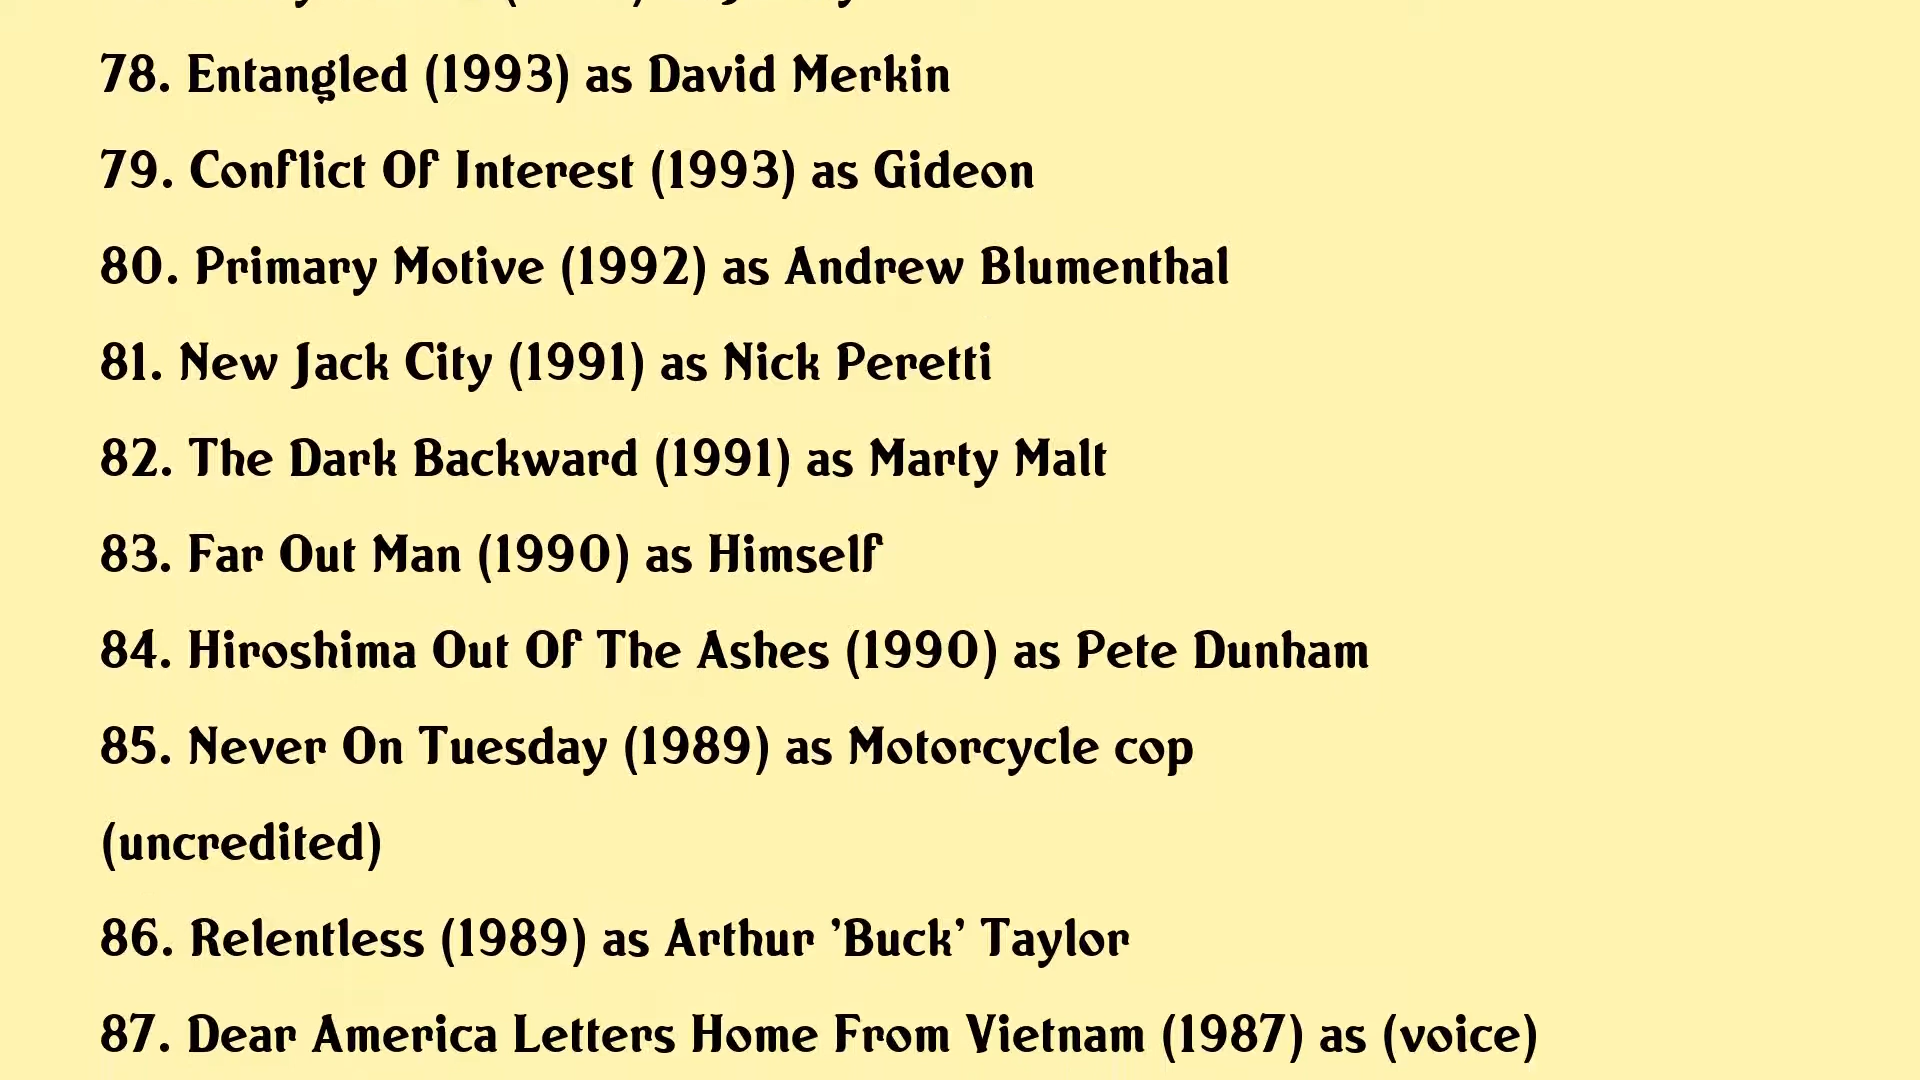 78. Entangled (1993) as David Merkin
79. Conflict Of Interest (1993) as Gideon
80. Primary Motive (1992) as Andrew Blumenthal
81. New Jack City (1991) as Nick Peretti
82. The Dark Backward (1991) as Marty Malt
83. Far Out Man (1990) as Himself
84. Hiroshima Out Of The Ashes (1990) as Pete Dunham
85. Never On Tuesday (1989) as Motorcycle cop
(uncredited)
86. Relentless (1989) as Arthur 'Buck' Taylor
87. Dear America Letters Home From Vietnam (1987) as (voice)